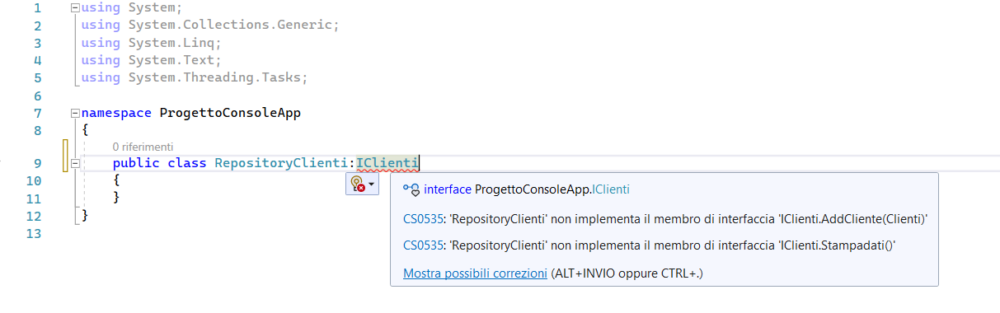 1 using System;
2 using System.Collections.Generic;
3 using System.Linq;
4 using System.Text;
5 using System.Threading.Tasks;
6
7 namespace ProgettoConsoleApp
8 {
0 riferimenti
9 public class RepositoryClienti:IClienti
10 {
11 }
12 }
13
interface ProgettoConsoleApp.IClienti
CS0535: 'RepositoryClienti' non implementa il membro di interfaccia 'IClienti.AddCliente(Clienti)'
CS0535: 'RepositoryClienti' non implementa il membro di interfaccia 'IClienti.Stampadati()'
Mostra possibili correzioni (ALT+INVIO oppure CTRL+.)